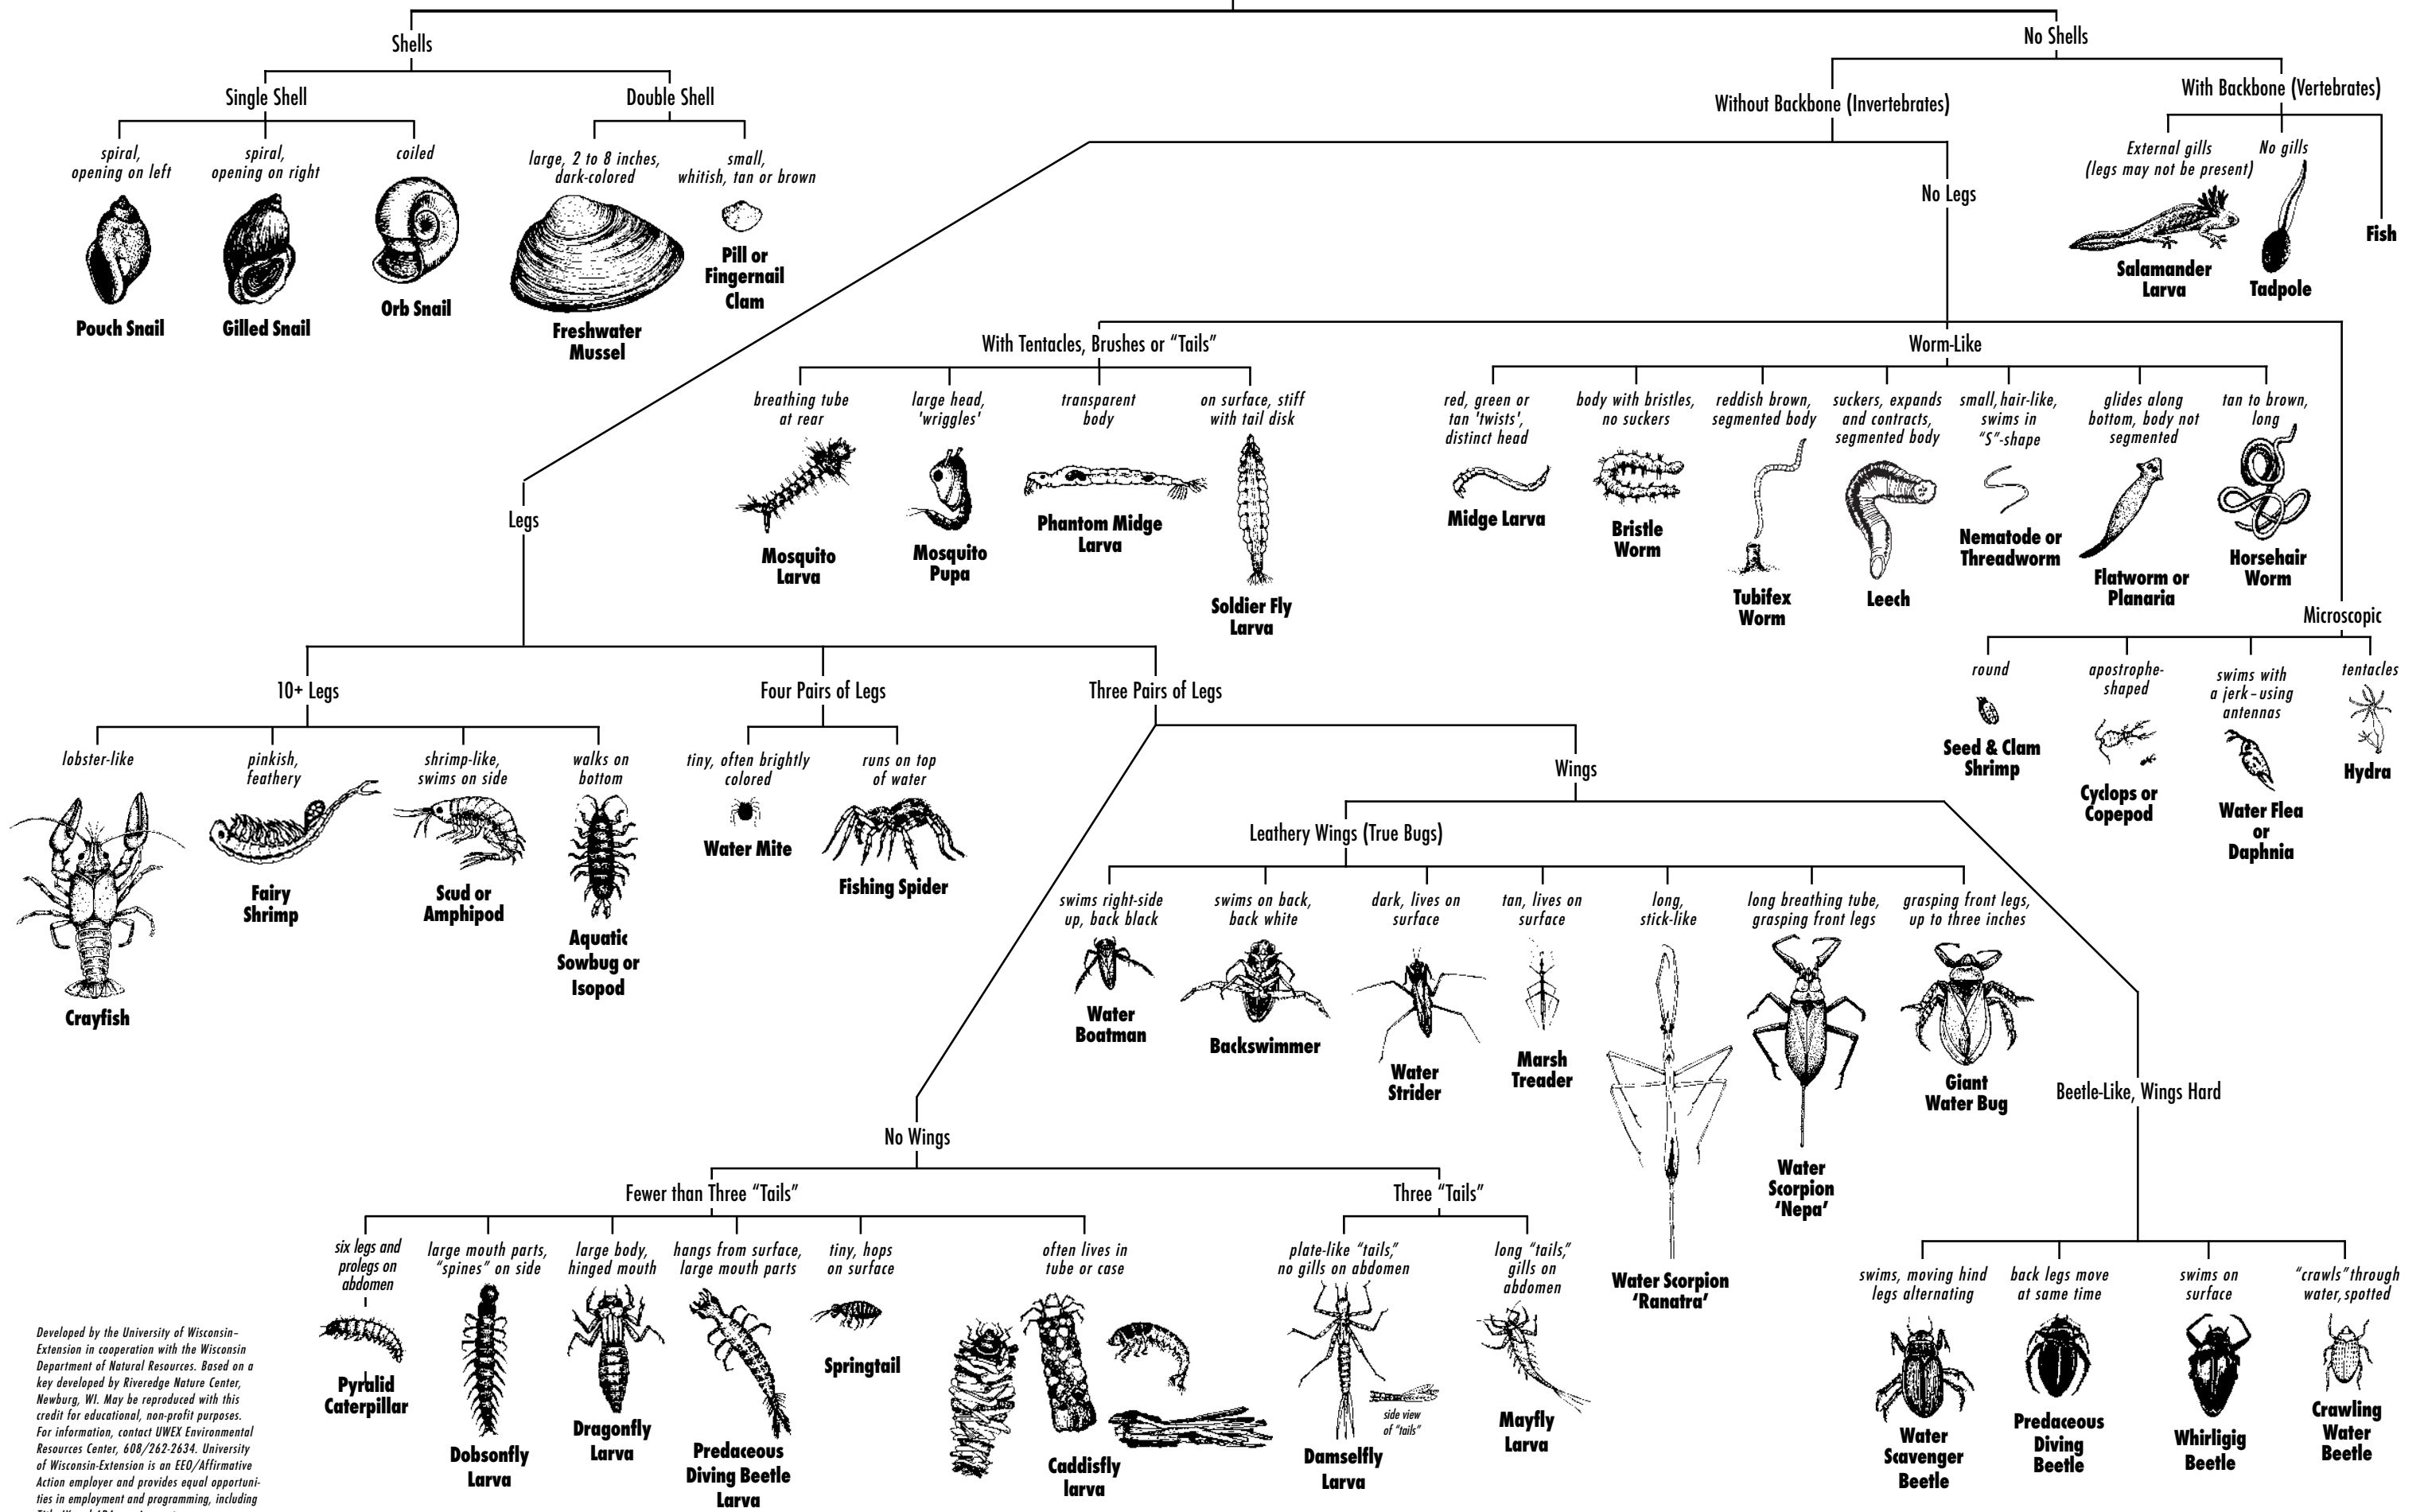 Shells
No Shells
Single Shell
Double Shell
Without Backbone (Invertebrates)
With Backbone (Vertebrates)
spiral,
opening on left
Pouch Snail
spiral,
opening on right
Gilled Snail
coiled
Orb Snail
large, 2 to 8 inches,
dark-colored
Freshwater
Mussel
small,
whitish, tan or brown
Pill or
Fingernail
Clam
External gills
(legs may not be present)
Salamander
Larva
No gills
Tadpole
Fish
No Legs
With Tentacles, Brushes or “Tails”
breathing tube
at rear
Mosquito
Larva
large head,
'wriggles'
Mosquito
Pupa
transparent
body
Phantom Midge
Larva
on surface, stiff
with tail disk
Soldier Fly
Larva
Worm-Like
red, green or
tan 'twists',
distinct head
Midge Larva
body with bristles,
no suckers
Bristle
Worm
reddish brown,
segmented body
Tubifex
Worm
suckers, expands
and contracts,
segmented body
Leech
small, hair-like,
swims in
“S”-shape
Nematode or
Threadworm
glides along
bottom, body not
segmented
Flatworm or
Planaria
tan to brown,
long
Horsehair
Worm
Microscopic
round
Seed & Clam
Shrimp
apostrophe-
shaped
Cyclops or
Copepod
swims with
a jerk – using
antennas
Water Flea
or
Daphnia
tentacles
Hydra
Legs
10+ Legs
lobster-like
Crayfish
pinkish,
feathery
Fairy
Shrimp
shrimp-like,
swims on side
Scud or
Amphipod
walks on
bottom
Aquatic
Sowbug or
Isopod
Four Pairs of Legs
tiny, often brightly
colored
Water Mite
runs on top
of water
Fishing Spider
Three Pairs of Legs
Wings
Leathery Wings (True Bugs)
swims right-side
up, back black
Water
Boatman
swims on back,
back white
Backswimmer
dark, lives on
surface
Water
Strider
tan, lives on
surface
Marsh
Treader
long,
stick-like
Water Scorpion
‘Ranatra’
long breathing tube,
grasping front legs
Water
Scorpion
‘Nepa’
grasping front legs,
up to three inches
Giant
Water Bug
Beetle-Like, Wings Hard
swims, moving hind
legs alternating
Water
Scavenger
Beetle
back legs move
at same time
Predaceous
Diving
Beetle
swims on
surface
Whirligig
Beetle
“crawls” through
water, spotted
Crawling
Water
Beetle
No Wings
Fewer than Three “Tails”
six legs and
prolegs on
abdomen
Pyralid
Caterpillar
large mouth parts,
“spines” on side
Dobsonfly
Larva
large body,
hinged mouth
Dragonfly
Larva
hangs from surface,
large mouth parts
Predaceous
Diving Beetle
Larva
tiny, hops
on surface
Springtail
often lives in
tube or case
Caddisfly
larva
Three “Tails”
plate-like “tails,”
no gills on abdomen
side view
of “tails”
Damselfly
Larva
long “tails,”
gills on
abdomen
Mayfly
Larva
Developed by the University of Wisconsin–
Extension in cooperation with the Wisconsin
Department of Natural Resources. Based on a
key developed by Riveredge Nature Center,
Newburg, WI. May be reproduced with this
credit for educational, non-profit purposes.
For information, contact UWEX Environmental
Resources Center, 608/262-2634. University
of Wisconsin-Extension is an EEO/Affirmative
Action employer and provides equal opportuni-
ties in employment and programming, including